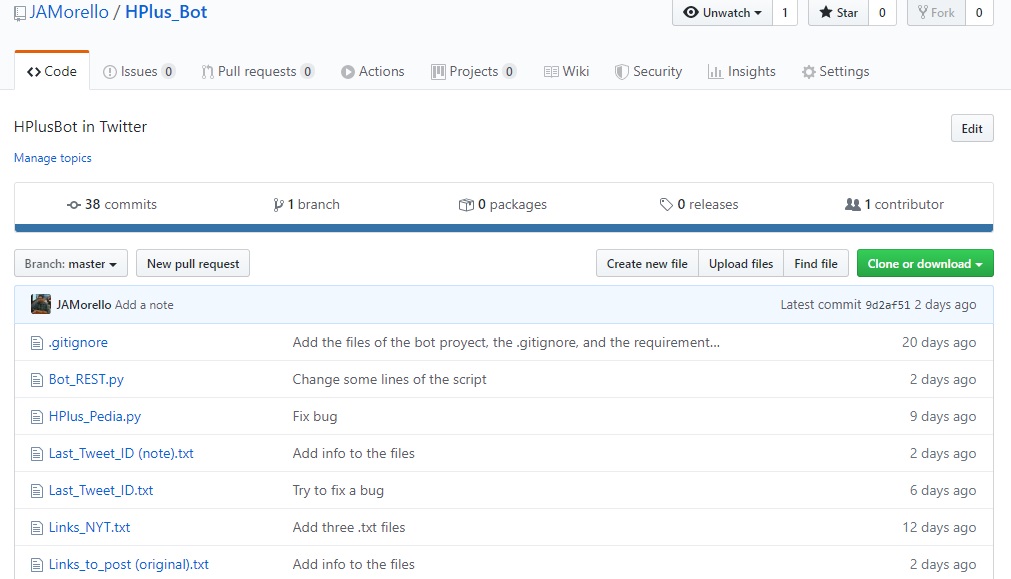 JAMorello / HPlus_Bot
Unwatch 1 Star 0 Fork 0
Code Issues 0 Pull requests 0 Actions Projects 0 Wiki Security Insights Settings
HPlusBot in Twitter
Edit
Manage topics
38 commits 1 branch 0 packages 0 releases 1 contributor
Branch: master New pull request Create new file Upload files Find file Clone or download
JAMorello Add a note Latest commit 9d2af51 2 days ago
.gitignore Add the files of the bot proyect, the .gitignore, and the requirement... 20 days ago
Bot_REST.py Change some lines of the script 2 days ago
HPlus_Pedia.py Fix bug 9 days ago
Last_Tweet_ID (note).txt Add info to the files 2 days ago
Last_Tweet_ID.txt Try to fix a bug 6 days ago
Links_NYT.txt Add three .txt files 12 days ago
Links_to_post (original).txt Add info to the files 2 days ago